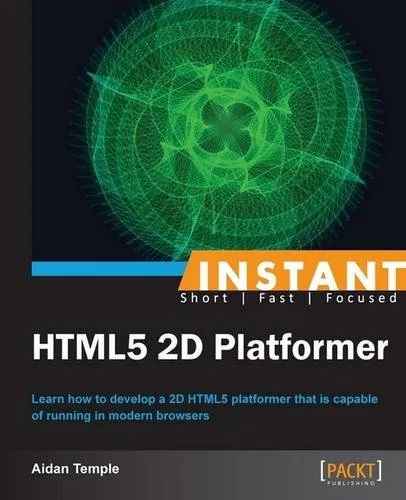 INSTANT
Short | Fast | Focused
HTML5 2D Platformer
Learn how to develop a 2D HTML5 platformer that is capable
of running in modern browsers
Aidan Temple
[PACKT]
PUBLISHING